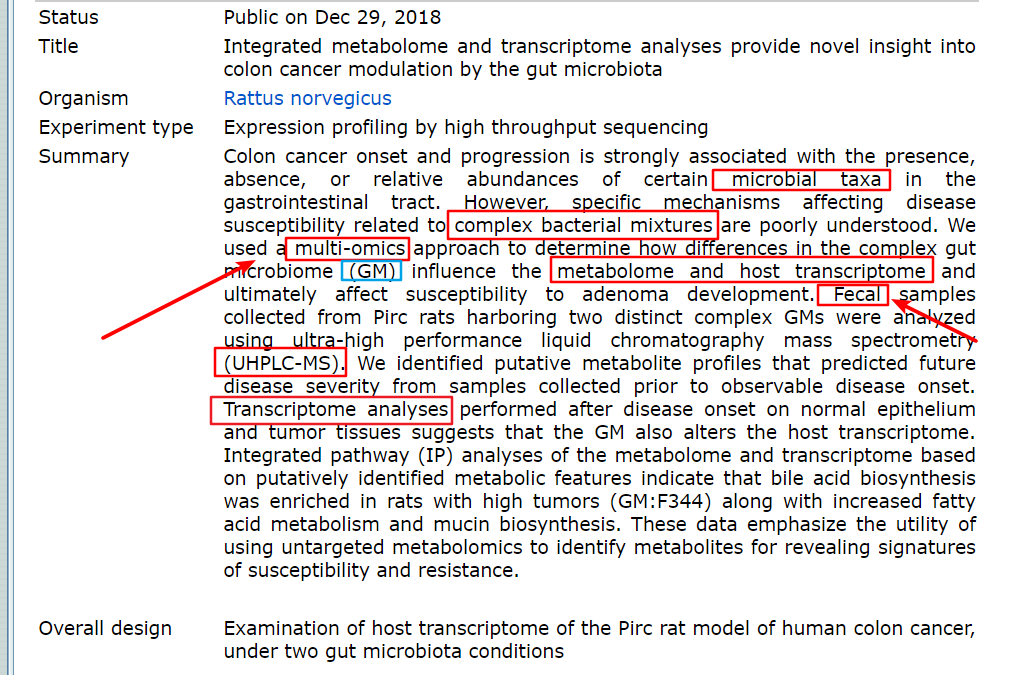 Status Public on Dec 29, 2018
Title Integrated metabolome and transcriptome analyses provide novel insight into
colon cancer modulation by the gut microbiota
Organism Rattus norvegicus
Experiment type Expression profiling by high throughput sequencing
Summary Colon cancer onset and progression is strongly associated with the presence,
absence, or relative abundances of certain microbial taxa in the
gastrointestinal tract. However, specific mechanisms affecting disease
susceptibility related to complex bacterial mixtures are poorly understood. We
used a multi-omics approach to determine how differences in the complex gut
microbiome (GM) influence the metabolome and host transcriptome and
ultimately affect susceptibility to adenoma development. Fecal samples
collected from Pirc rats harboring two distinct complex GMs were analyzed
using ultra-high performance liquid chromatography mass spectrometry
(UHPLC-MS). We identified putative metabolite profiles that predicted future
disease severity from samples collected prior to observable disease onset.
Transcriptome analyses performed after disease onset on normal epithelium
and tumor tissues suggests that the GM also alters the host transcriptome.
Integrated pathway (IP) analyses of the metabolome and transcriptome based
on putatively identified metabolic features indicate that bile acid biosynthesis
was enriched in rats with high tumors (GM:F344) along with increased fatty
acid metabolism and mucin biosynthesis. These data emphasize the utility of
using untargeted metabolomics to identify metabolites for revealing signatures
of susceptibility and resistance.
Overall design Examination of host transcriptome of the Pirc rat model of human colon cancer,
under two gut microbiota conditions